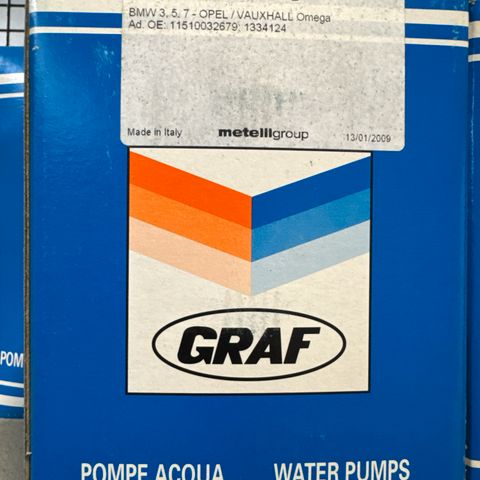 BMW 3, 5, 7 - OPEL / VAUXHALL Omega
Ad. OE: 11510032679; 1334124
Made in Italy metelligroup 13/01/2009
GRAF
POM
POMPE ACQUA WATER PUMPS